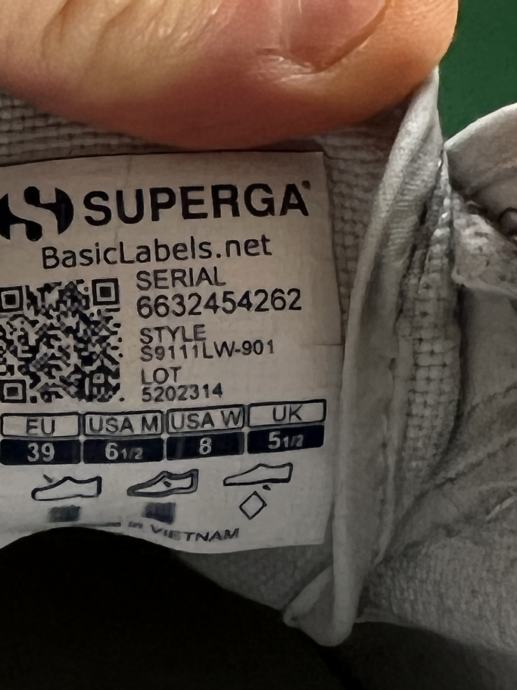 SUPERGA
BasicLabels.net
SERIAL
6632454262
STYLE
S9111LW-901
LOT
5202314
EU USA M USA W UK
39 6 1/2 8 5 1/2
in VIETNAM